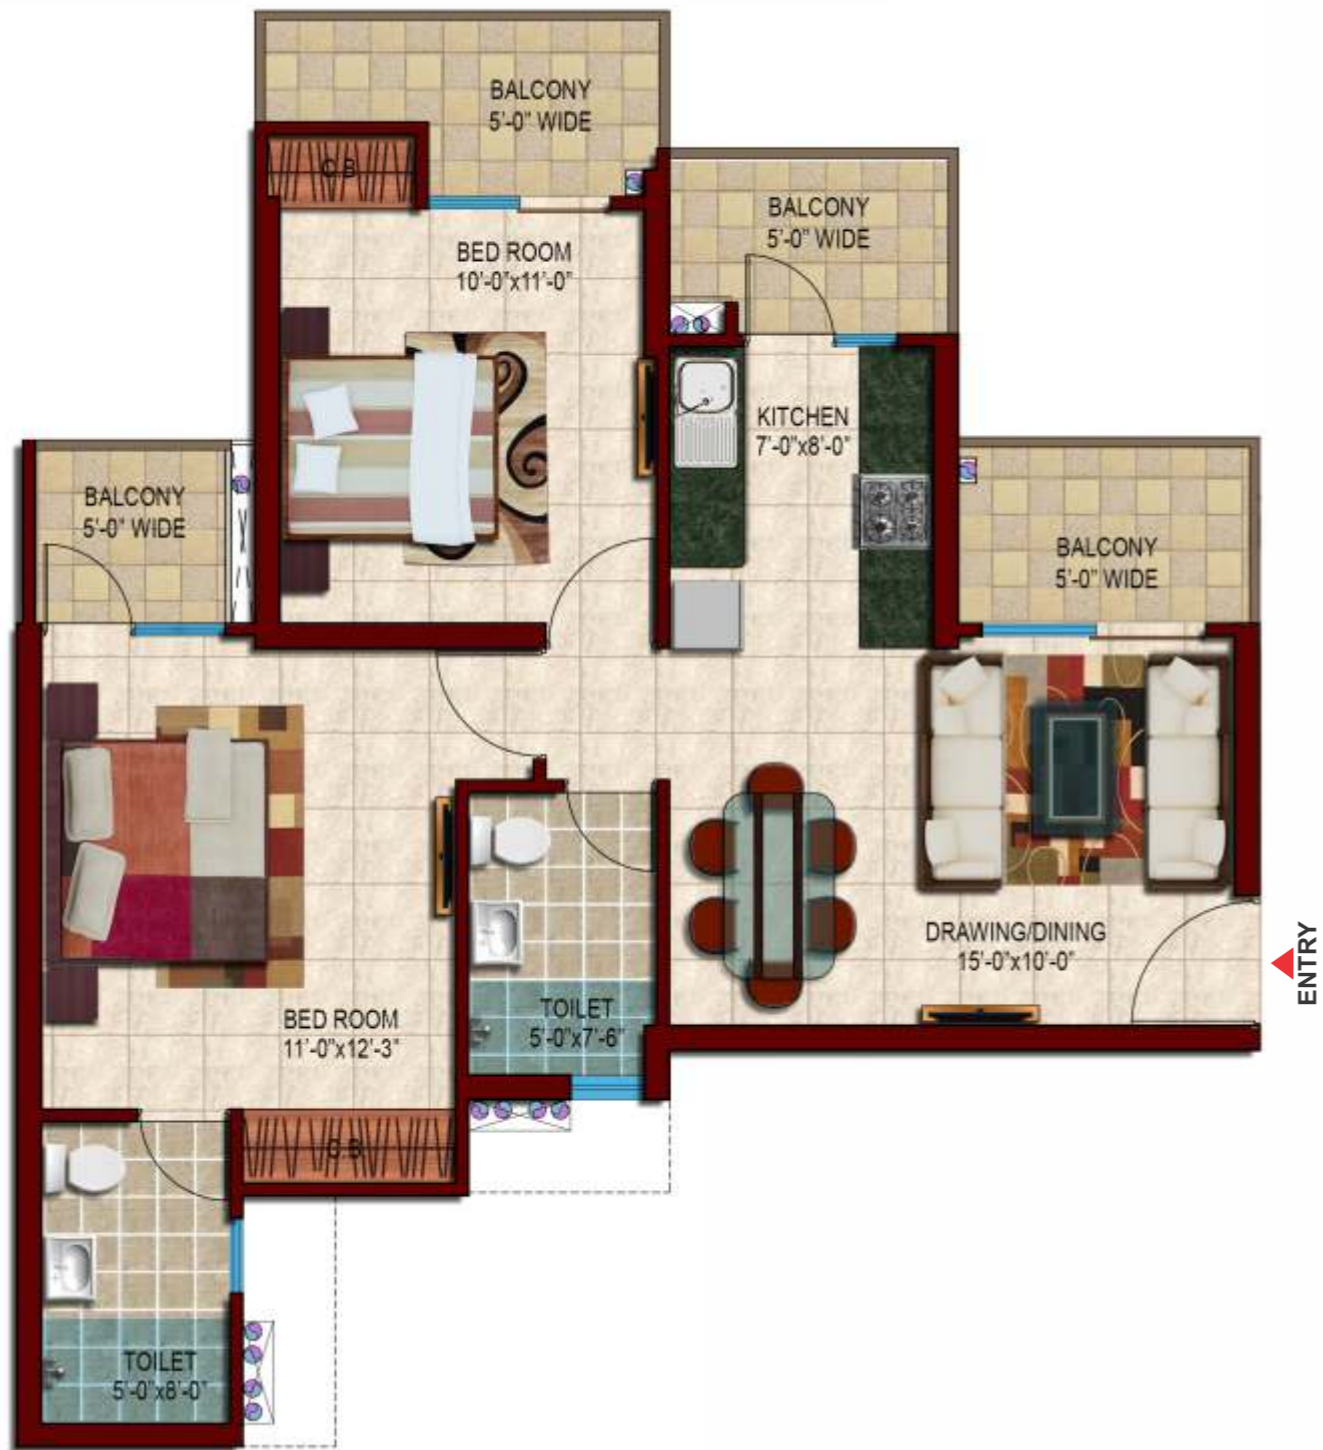 BALCONY
5'-0" WIDE
C.B.
BED ROOM
10'-0"x11'-0"
BALCONY
5'-0" WIDE
KITCHEN
7'-0"x8'-0"
BALCONY
5'-0" WIDE
BALCONY
5'-0" WIDE
DRAWING/DINING
15'-0"x10'-0"
ENTRY
BED ROOM
11'-0"x12'-3"
TOILET
5'-0"x7'-6"
C.B.
TOILET
5'-0"x8'-0"